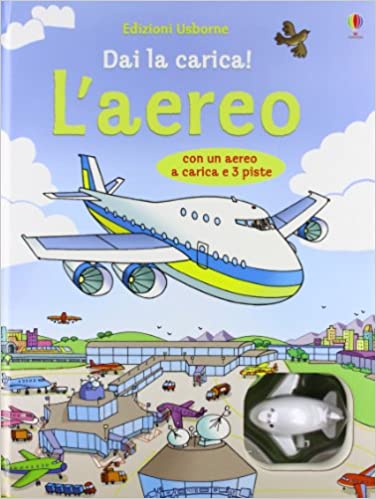 Edizioni Usborne
Dai la carica!
L'aereo
con un aereo
a carica e 3 piste